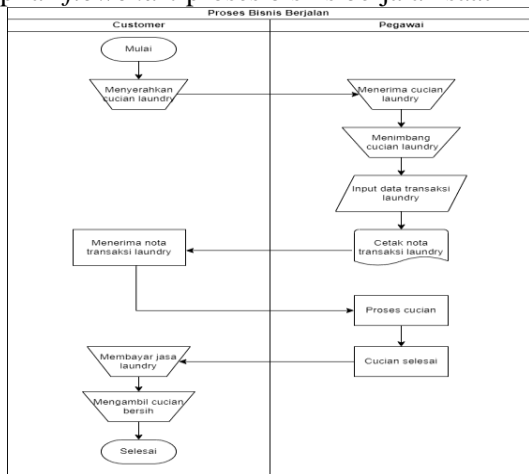 Proses Bisnis Berjalan
Customer
Pegawai
Mulai
Menyerahkan
cucian laundry
Menerima cucian
laundry
Menimbang
cucian laundry
Input data transaksi
laundry
Cetak nota
transaksi laundry
Menerima nota
transaksi laundry
Proses cucian
Cucian selesai
Membayar jasa
laundry
Mengambil cucian
bersih
Selesai